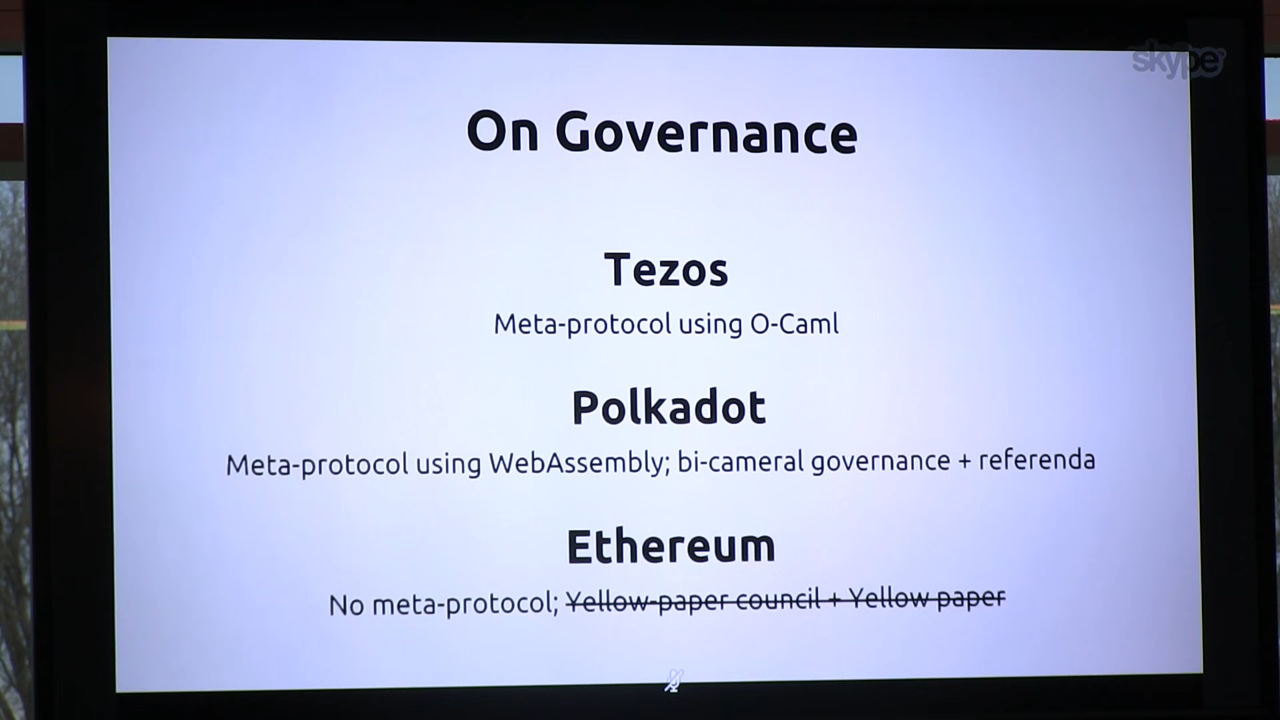 skype
On Governance
Tezos
Meta-protocol using O-Caml
Polkadot
Meta-protocol using WebAssembly; bi-cameral governance + referenda
Ethereum
No meta-protocol; Yellow-paper council + Yellow paper